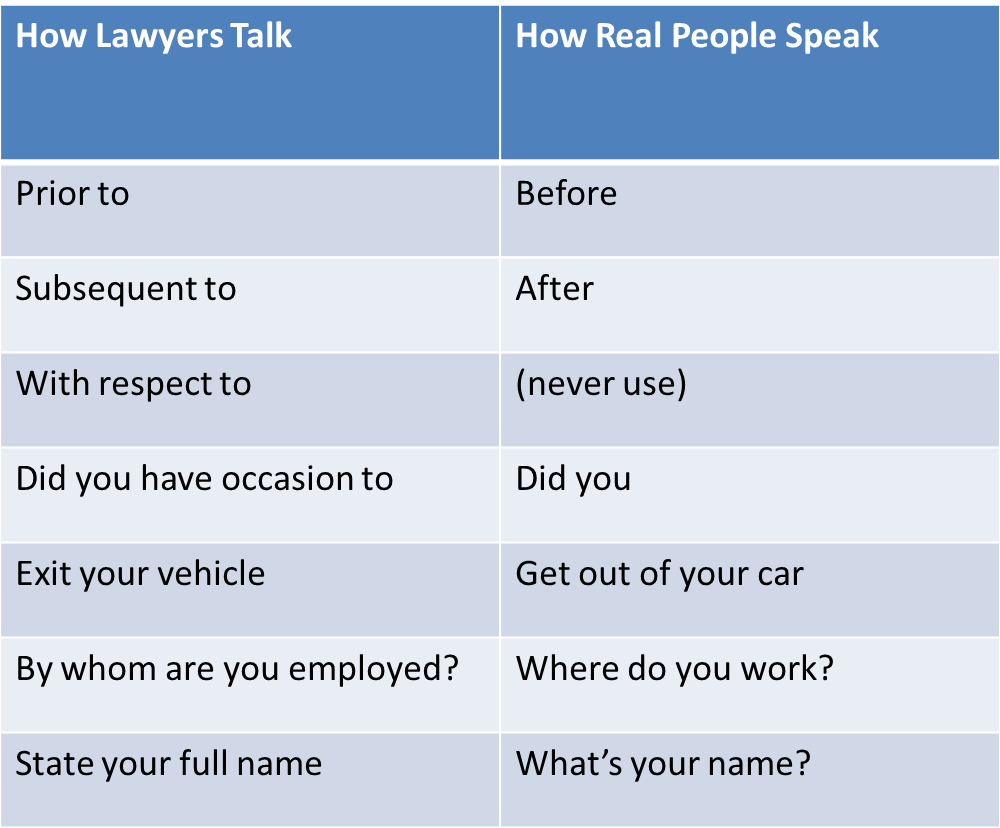 How Lawyers Talk
How Real People Speak
Prior to
Before
Subsequent to
After
With respect to
(never use)
Did you have occasion to
Did you
Exit your vehicle
Get out of your car
By whom are you employed?
Where do you work?
State your full name
What’s your name?